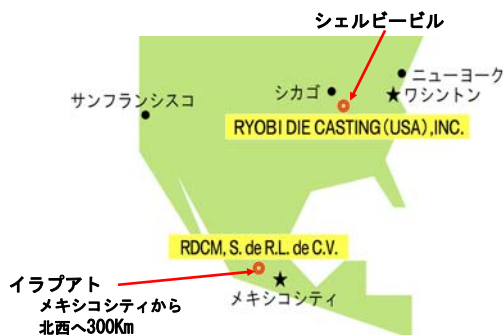 シェルビービル
ニューヨーク
シカゴ
ワシントン
サンフランシスコ
RYOBI DIE CASTING (USA),INC.
RDCM, S. de R.L. de C.V.
イラプアト
メキシコシティから
北西へ300Km
メキシコシティ